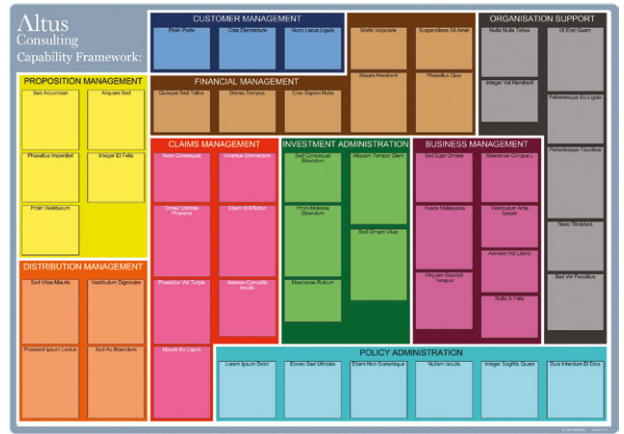 Altus
Consulting
Capability Framework:
CUSTOMER MANAGEMENT
Proin Porta
Cras Elementure
Nunc Lacus Ligula
Morbi Vulputate
Suspendisse Sit Amer
Mauris Hendrerit
Phasellus Quis
ORGANISATION SUPPORT
Nulla Nulla Tellus
Ut Erat Quam
Integer Vel Hendrerit
Pellentesque Eu Ligula
Pellentesque Faucibus
Nunc Tincidunt
Sed Vel Faucibus
PROPOSITION MANAGEMENT
Sed Accumsan
Aliquam Sed
Phasellus Imperdiet
Integer Et Felis
Proin Vestibulum
FINANCIAL MANAGEMENT
Quisque Sed Tellus
Donec Tempus
Cras Sapien Nulla
CLAIMS MANAGEMENT
Nunc Consequat
Vivamus Elementum
Donec Ultrices
Pharetra
Etiam Id Efficitur
Phasellus Vel Turpis
Aenean Convallis
Iaculis
Mauris Eu Ligula
INVESTMENT ADMINISTRATION
Sed Consequat
Bibendum
Aliquam Tempor Diam
Proin Molestie
Bibendum
Sed Ornare Vitae
Maecenas Rutrum
BUSINESS MANAGEMENT
Sed Eget Ornare
Maecenas Congue L
Fusce Malesuada
Vestibulum Ante
Ipsum
Aenean Vel Libero
Aliquam Suscipit
Tempus
Nulla A Felis
DISTRIBUTION MANAGEMENT
Sed Vitae Mauris
Vestibulum Dignissim
Praesent Ipsum Lectus
Sed Ac Bibendum
POLICY ADMINISTRATION
Lorem Ipsum Dolor
Donec Sed Ultricies
Etiam Non Scelerisque
Nullam Iaculis
Integer Sagittis Quam
Duis Interdum Et Eros